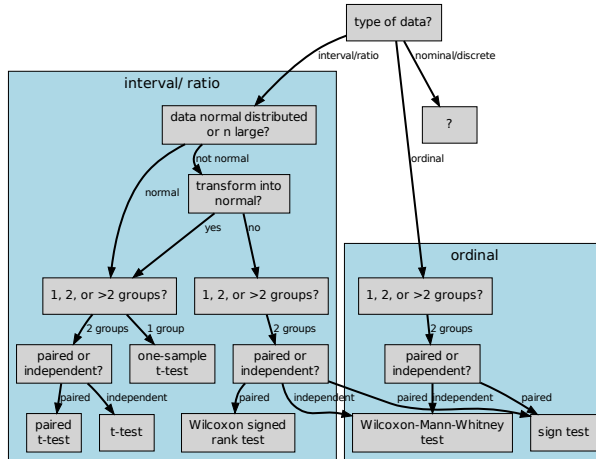 type of data?
interval/ratio
nominal/discrete
interval/ ratio
data normal distributed
or n large?
?
not normal
ordinal
normal
transform into
normal?
yes
no
ordinal
1, 2, or >2 groups?
1, 2, or >2 groups?
1, 2, or >2 groups?
2 groups
1 group
2 groups
2 groups
paired or
independent?
one-sample
t-test
paired or
independent?
paired or
independent?
paired
independent
paired
independent
paired
independent
paired
paired
t-test
t-test
Wilcoxon signed
rank test
Wilcoxon-Mann-Whitney
test
sign test